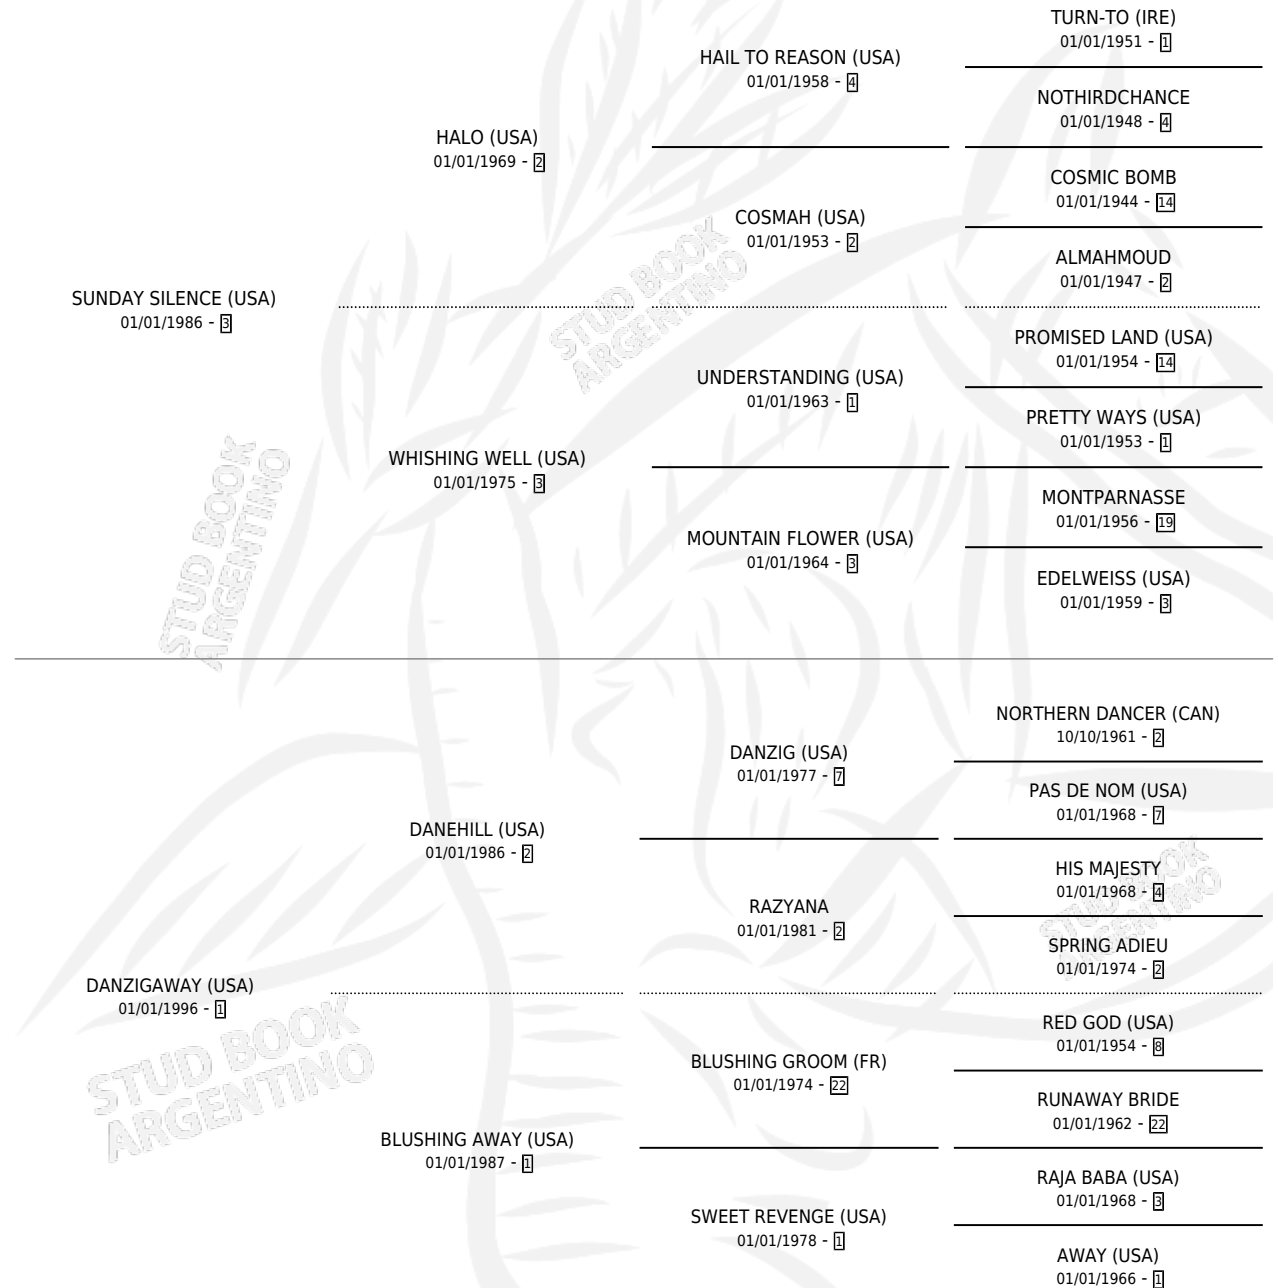 TURN-TO (IRE)
01/01/1951 - 1
HAIL TO REASON (USA)
01/01/1958 - 4
NOTHIRDCHANCE
01/01/1948 - 4
HALO (USA)
01/01/1969 - 2
COSMIC BOMB
01/01/1944 - 14
COSMAH (USA)
01/01/1953 - 2
ALMAHMOUD
01/01/1947 - 2
SUNDAY SILENCE (USA)
01/01/1986 - 3
STUD BOOK
ARGENTINO
PROMISED LAND (USA)
01/01/1954 - 14
UNDERSTANDING (USA)
01/01/1963 - 1
PRETTY WAYS (USA)
01/01/1953 - 1
WHISHING WELL (USA)
01/01/1975 - 3
MONTPARNASSE
01/01/1956 - 19
MOUNTAIN FLOWER (USA)
01/01/1964 - 3
EDELWEISS (USA)
01/01/1959 - 3
STUD BOOK
ARGENTINO
NORTHERN DANCER (CAN)
10/10/1961 - 2
DANZIG (USA)
01/01/1977 - 7
PAS DE NOM (USA)
01/01/1968 - 7
DANEHILL (USA)
01/01/1986 - 2
HIS MAJESTY
01/01/1968 - 4
RAZYANA
01/01/1981 - 2
SPRING ADIEU
01/01/1974 - 2
STUD BOOK
ARGENTINO
DANZIGAWAY (USA)
01/01/1996 - 1
RED GOD (USA)
01/01/1954 - 8
BLUSHING GROOM (FR)
01/01/1974 - 22
RUNAWAY BRIDE
01/01/1962 - 22
STUD BOOK
ARGENTINO
BLUSHING AWAY (USA)
01/01/1987 - 1
RAJA BABA (USA)
01/01/1968 - 3
SWEET REVENGE (USA)
01/01/1978 - 1
AWAY (USA)
01/01/1966 - 1